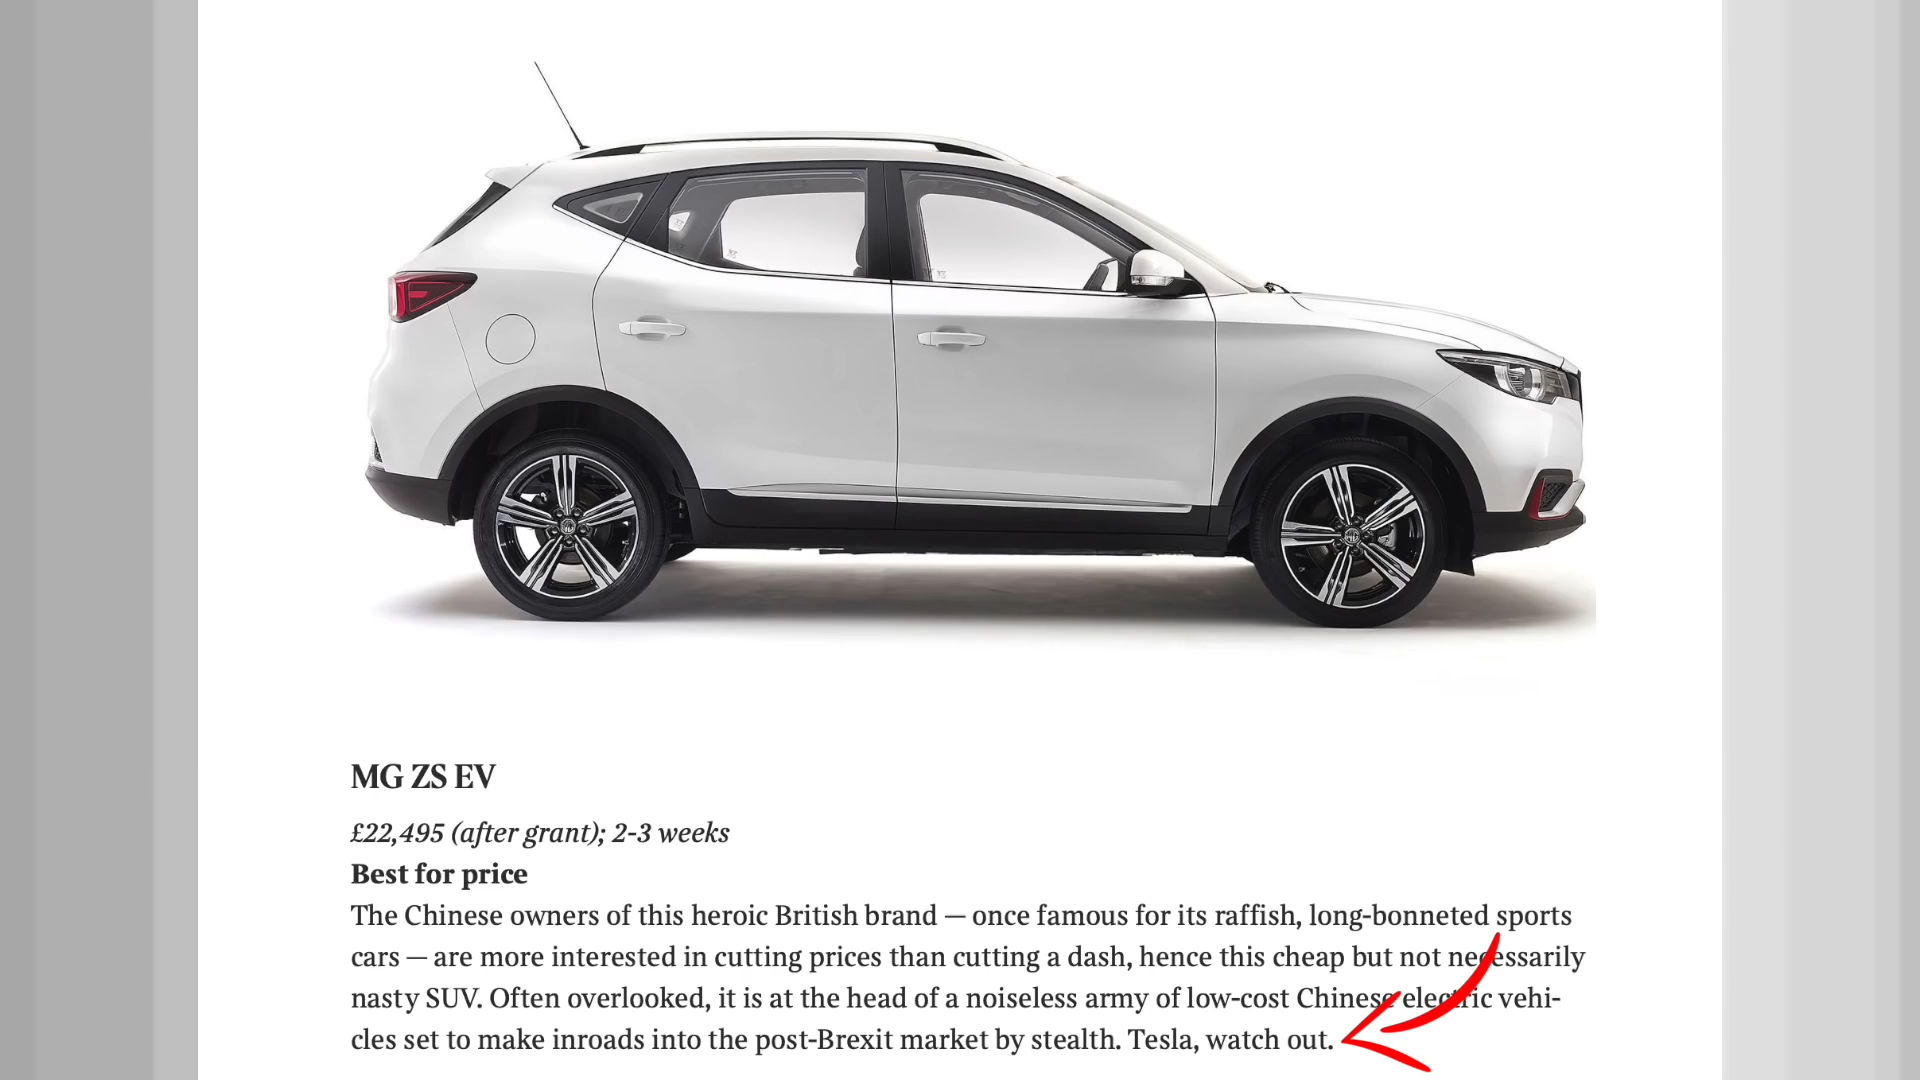 MG ZS EV
£22,495 (after grant); 2-3 weeks
Best for price
The Chinese owners of this heroic British brand — once famous for its raffish, long-bonneted sports
cars — are more interested in cutting prices than cutting a dash, hence this cheap but not necessarily
nasty SUV. Often overlooked, it is at the head of a noiseless army of low-cost Chinese electric vehi-
cles set to make inroads into the post-Brexit market by stealth. Tesla, watch out.